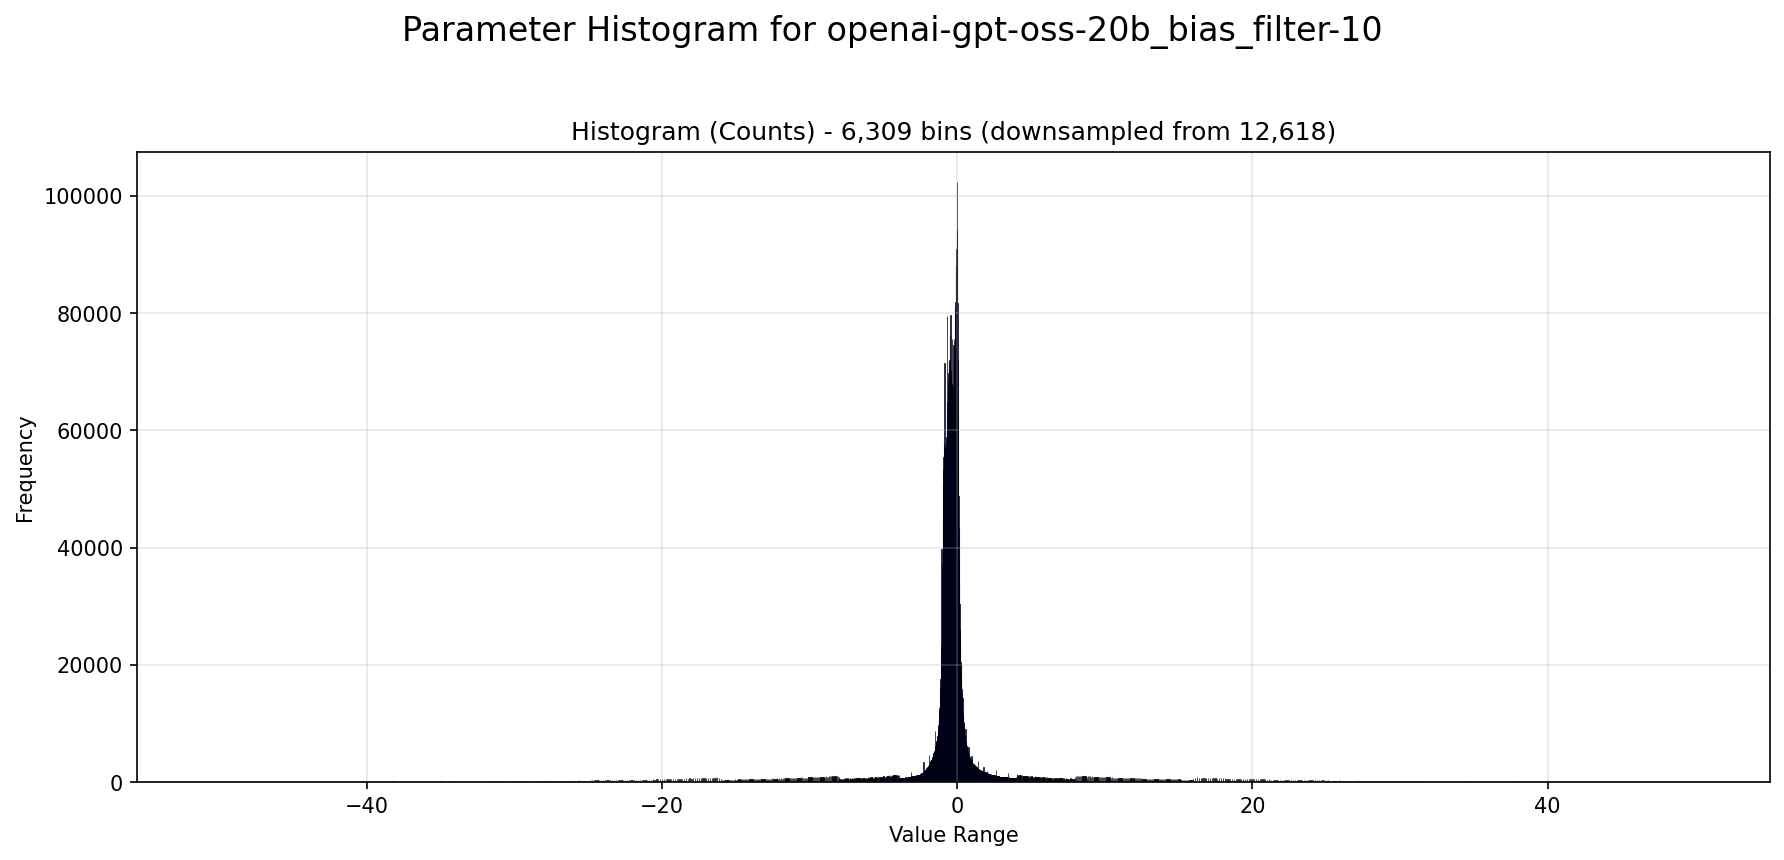 Parameter Histogram for openai-gpt-oss-20b_bias_filter-10
Histogram (Counts) - 6,309 bins (downsampled from 12,618)
100000
80000
60000
40000
20000
0
Frequency
−40
−20
0
20
40
Value Range